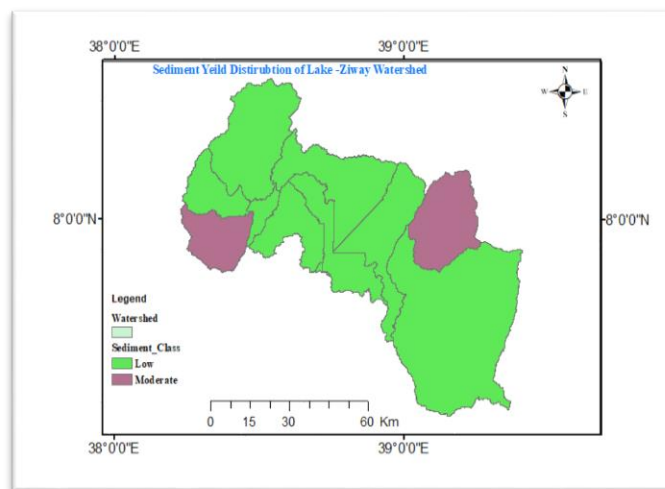 38°0'0"E 39°0'0"E
Sediment Yeild Distirubtion of Lake -Ziway Watershed
N
W E
S
8°0'0"N 8°0'0"N
Legend
Watershed
Sediment_Class
Low
Moderate
0 15 30 60 Km
38°0'0"E 39°0'0"E